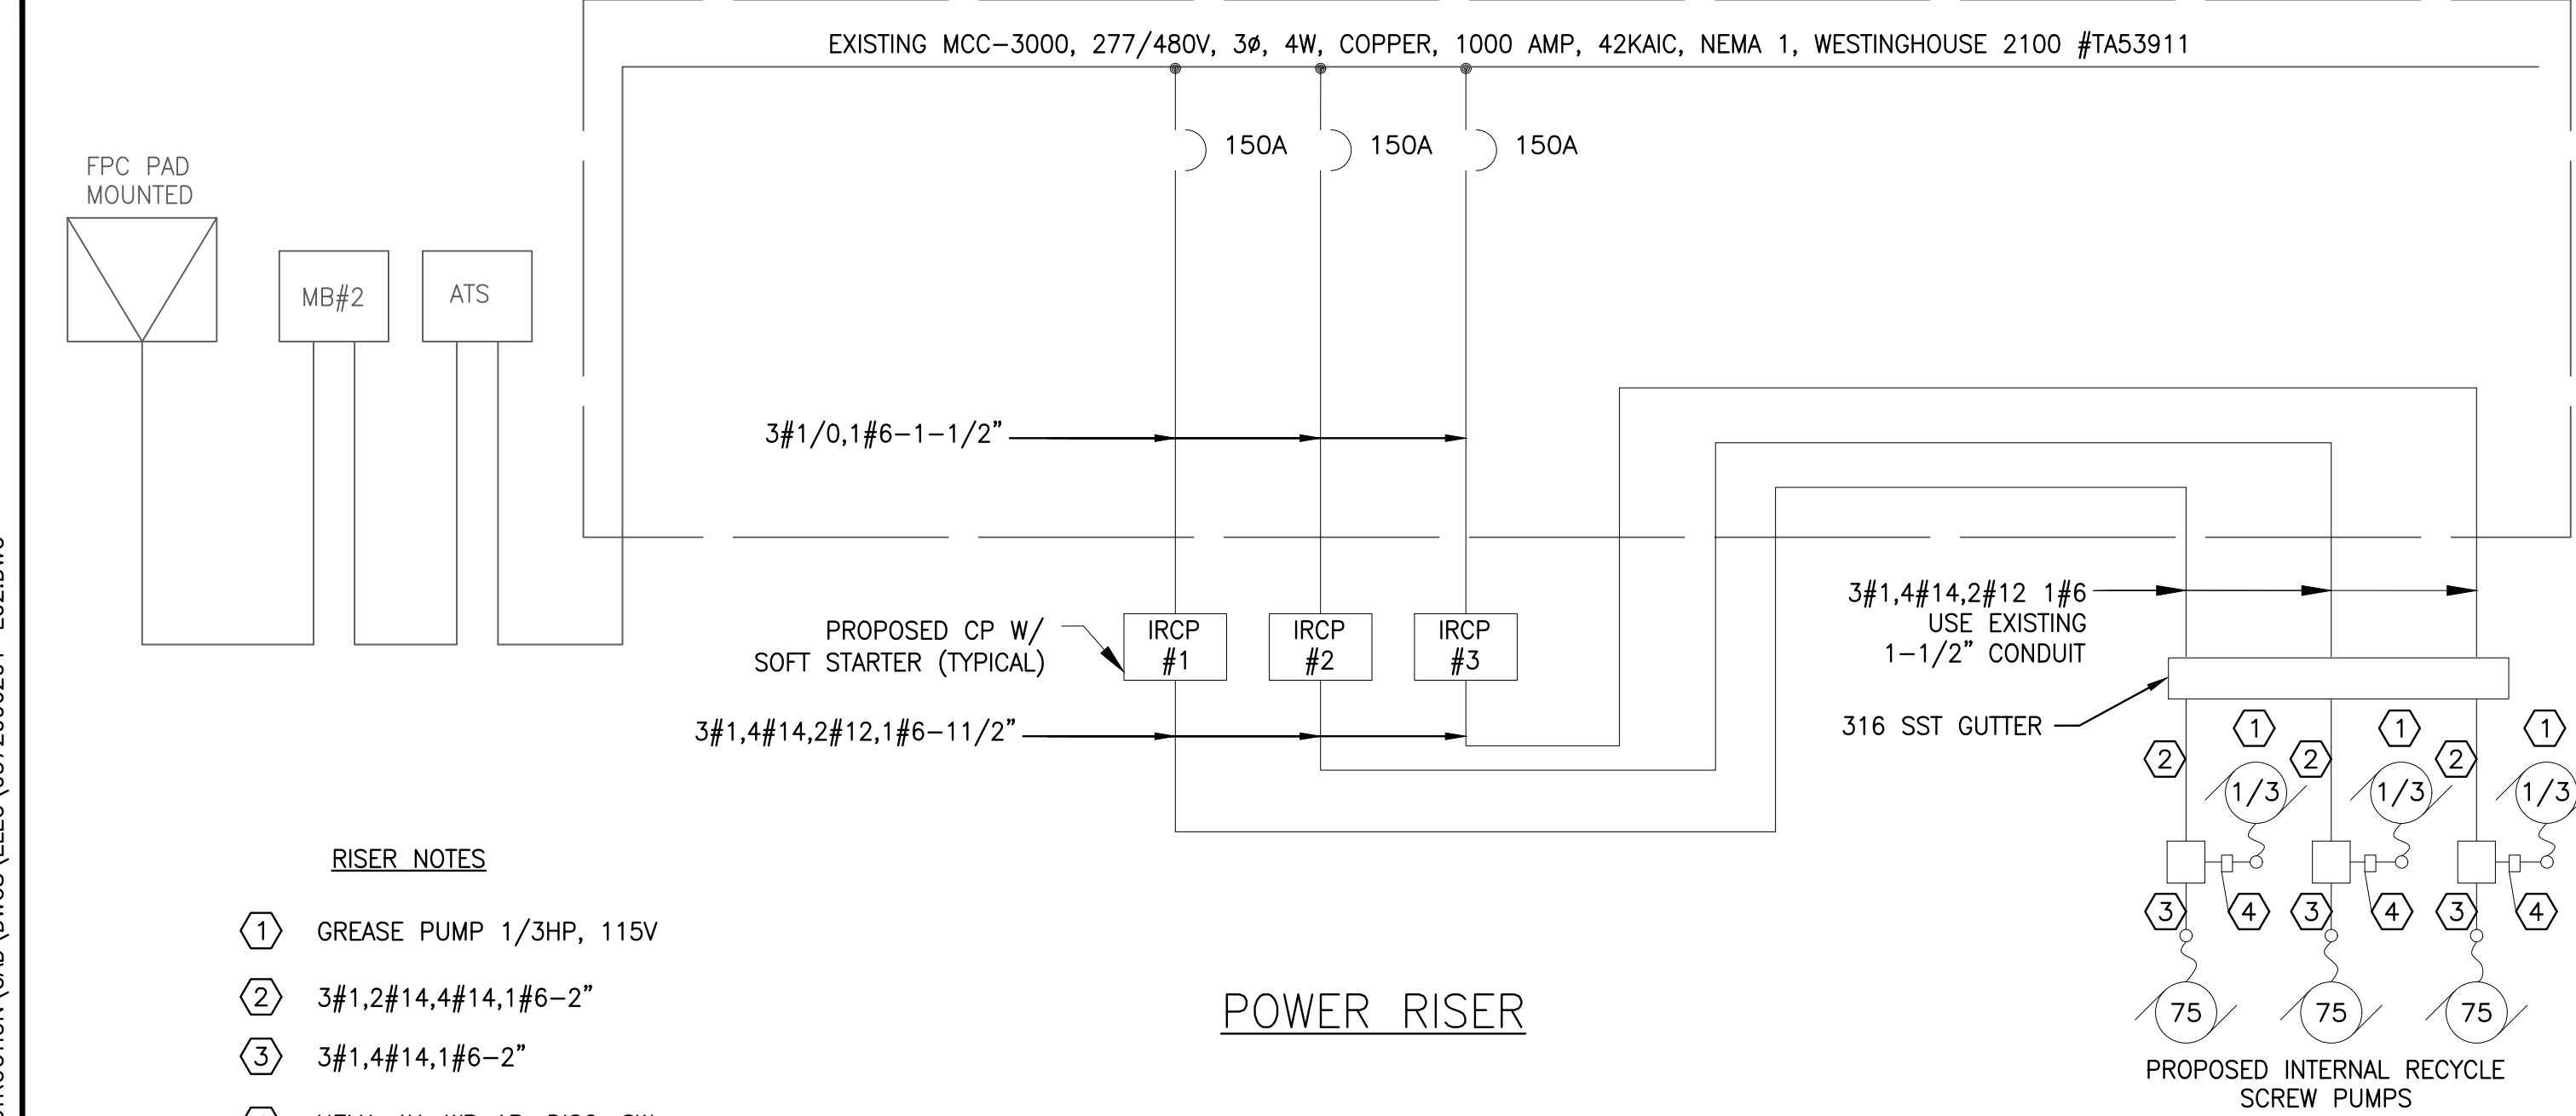 EXISTING MCC-3000, 277/480V, 3ø, 4W, COPPER, 1000 AMP, 42KAIC, NEMA 1, WESTINGHOUSE 2100 #TA53911
150A
150A
150A
FPC PAD
MOUNTED
MB#2
ATS
3#1/0,1#6-1-1/2"
3#1,4#14,2#12 1#6
USE EXISTING
1-1/2" CONDUIT
PROPOSED CP W/
SOFT STARTER (TYPICAL)
IRCP
#1
IRCP
#2
IRCP
#3
316 SST GUTTER
3#1,4#14,2#12,1#6-11/2"
1
1
1
2
2
2
1/3
1/3
1/3
3
4
3
4
3
4
75
75
75
PROPOSED INTERNAL RECYCLE
SCREW PUMPS
RISER NOTES
1 GREASE PUMP 1/3HP, 115V
2 3#1,2#14,4#14,1#6-2"
3 3#1,4#14,1#6-2"
POWER RISER